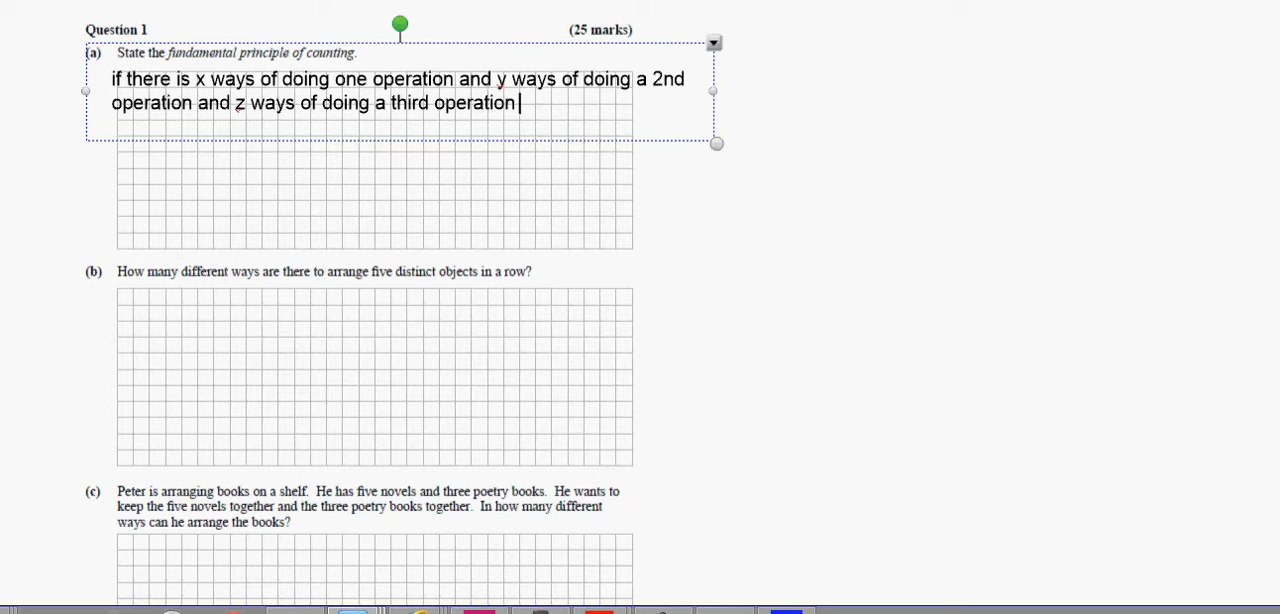 Question 1 (25 marks)
(a) State the fundamental principle of counting.
if there is x ways of doing one operation and y ways of doing a 2nd
operation and z ways of doing a third operation
(b) How many different ways are there to arrange five distinct objects in a row?
(c) Peter is arranging books on a shelf. He has five novels and three poetry books. He wants to
keep the five novels together and the three poetry books together. In how many different
ways can he arrange the books?